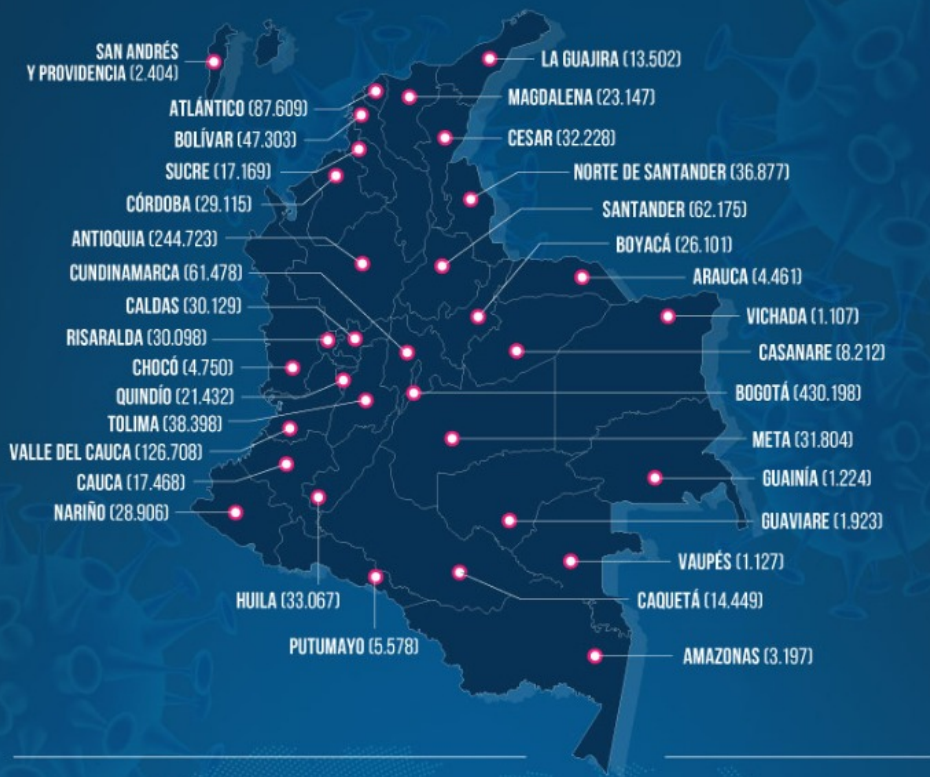 SAN ANDRÉS
Y PROVIDENCIA (2.404)
ATLÁNTICO (87.609)
BOLÍVAR (47.303)
SUCRE (17.169)
CÓRDOBA (29.115)
ANTIOQUIA (244.723)
CUNDINAMARCA (61.478)
CALDAS (30.129)
RISARALDA (30.098)
CHOCÓ (4.750)
QUINDÍO (21.432)
TOLIMA (38.398)
VALLE DEL CAUCA (126.708)
CAUCA (17.468)
NARIÑO (28.906)
HUILA (33.067)
PUTUMAYO (5.578)
LA GUAJIRA (13.502)
MAGDALENA (23.147)
CESAR (32.228)
NORTE DE SANTANDER (36.877)
SANTANDER (62.175)
BOYACÁ (26.101)
ARAUCA (4.461)
VICHADA (1.107)
CASANARE (8.212)
BOGOTÁ (430.198)
META (31.804)
GUAINÍA (1.224)
GUAVIARE (1.923)
VAUPÉS (1.127)
CAQUETÁ (14.449)
AMAZONAS (3.197)